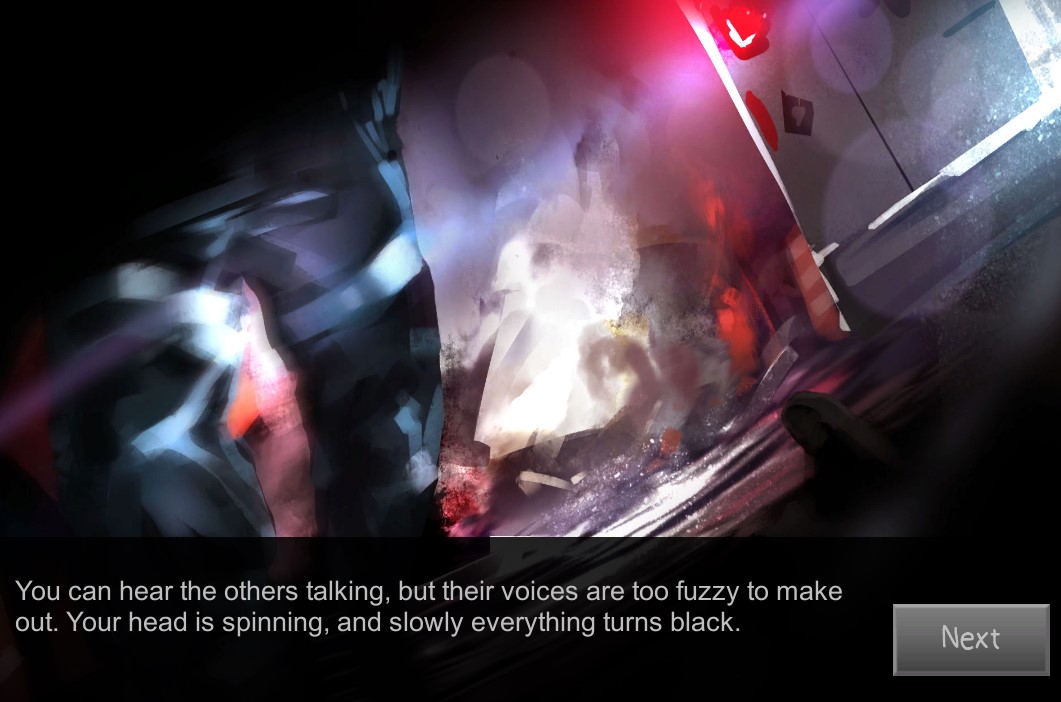 You can hear the others talking, but their voices are too fuzzy to make
out. Your head is spinning, and slowly everything turns black.
Next